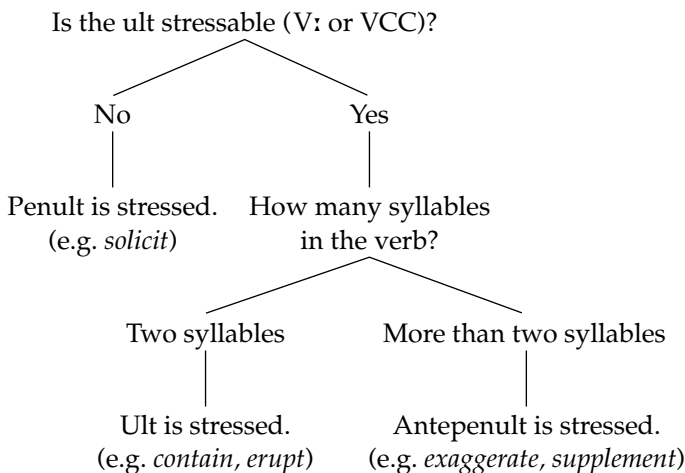 Is the ult stressable (Vː or VCC)?
No
Yes
Penult is stressed.
(e.g. solicit)
How many syllables
in the verb?
Two syllables
More than two syllables
Ult is stressed.
(e.g. contain, erupt)
Antepenult is stressed.
(e.g. exaggerate, supplement)